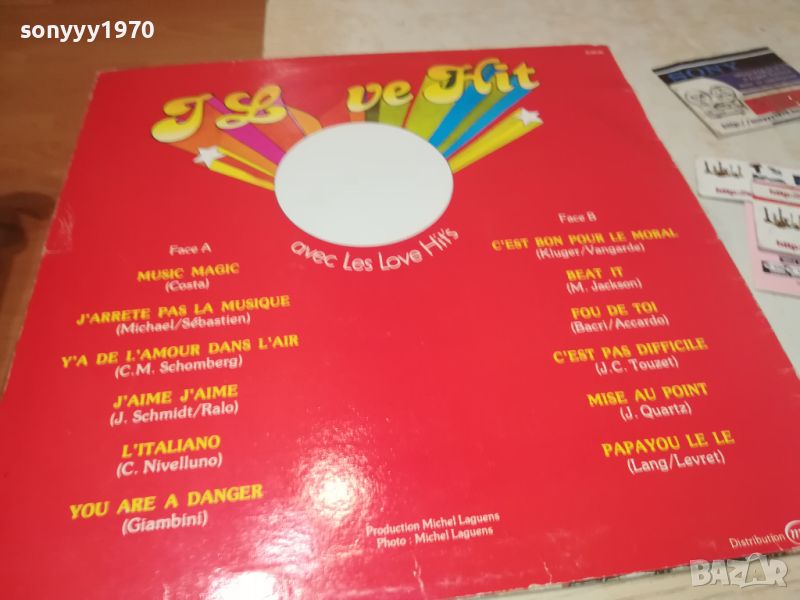 sonyyy1970
I Love Hit
avec Les Love Hit's
Face A
MUSIC MAGIC
(Costa)
J'ARRETE PAS LA MUSIQUE
(Michael/Sébastien)
Y'A DE L'AMOUR DANS L'AIR
(C.M. Schomberg)
J'AIME J'AIME
(J. Schmidt/Ralo)
L'ITALIANO
(C. Nivelluno)
YOU ARE A DANGER
(Giambini)
Face B
C'EST BON POUR LE MORAL
(Kluger/Vangarde)
BEAT IT
(M. Jackson)
FOU DE TOI
(Bacri/Accardo)
C'EST PAS DIFFICILE
(J.C. Touzet)
MISE AU POINT
(J. Quartz)
PAPAYOU LE LE
(Lang/Levret)
Production Michel Laguens
Photo : Michel Laguens
Distribution
SONY
BAZAR